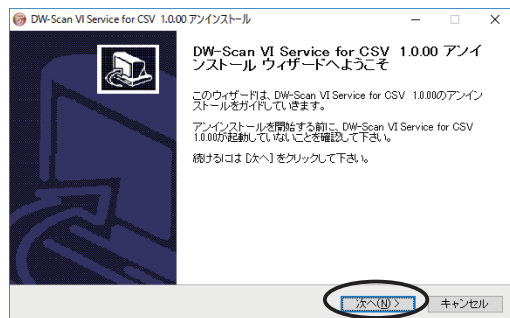 DW-Scan VI Service for CSV 1.0.00 アンインストール
DW-Scan VI Service for CSV 1.0.00 アンイ
ンストール ウィザードへようこそ
このウィザードは、DW-Scan VI Service for CSV 1.0.00のアンイン
ストールをガイドしていきます。
アンインストールを開始する前に、DW-Scan VI Service for CSV
1.0.00が起動していないことを確認して下さい。
続けるには [次へ] をクリックして下さい。
次へ(N) >
キャンセル